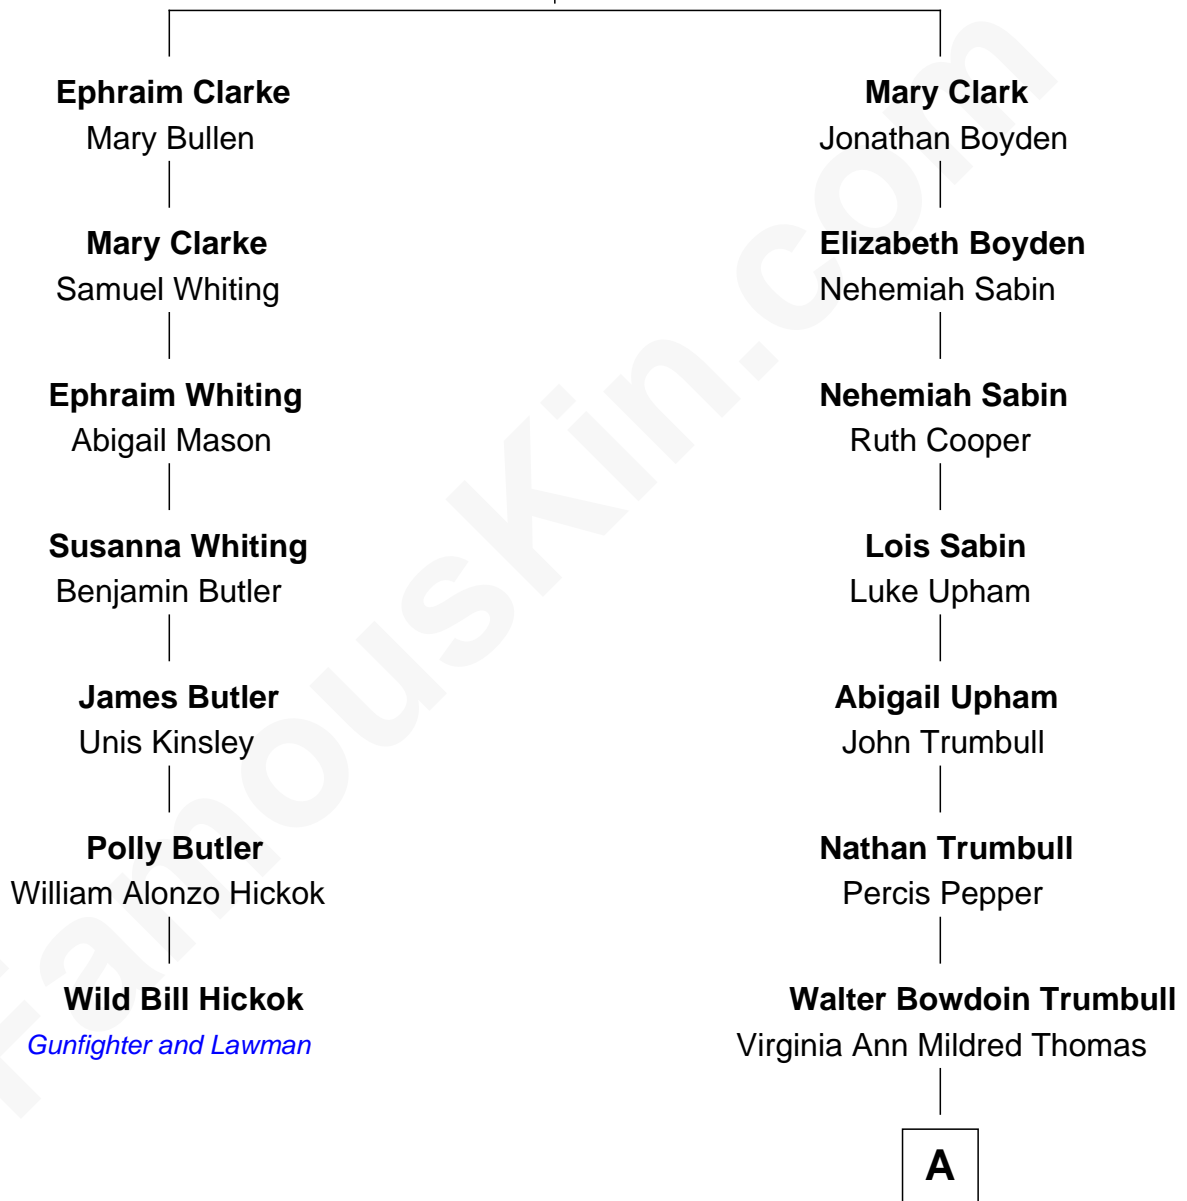 Ephraim Clarke
Mary Bullen
Mary Clarke
Samuel Whiting
Ephraim Whiting
Abigail Mason
Susanna Whiting
Benjamin Butler
James Butler
Unis Kinsley
Polly Butler
William Alonzo Hickok
Wild Bill Hickok
Gunfighter and Lawman
Mary Clark
Jonathan Boyden
Elizabeth Boyden
Nehemiah Sabin
Nehemiah Sabin
Ruth Cooper
Lois Sabin
Luke Upham
Abigail Upham
John Trumbull
Nathan Trumbull
Percis Pepper
Walter Bowdoin Trumbull
Virginia Ann Mildred Thomas
A
FamousKin.com